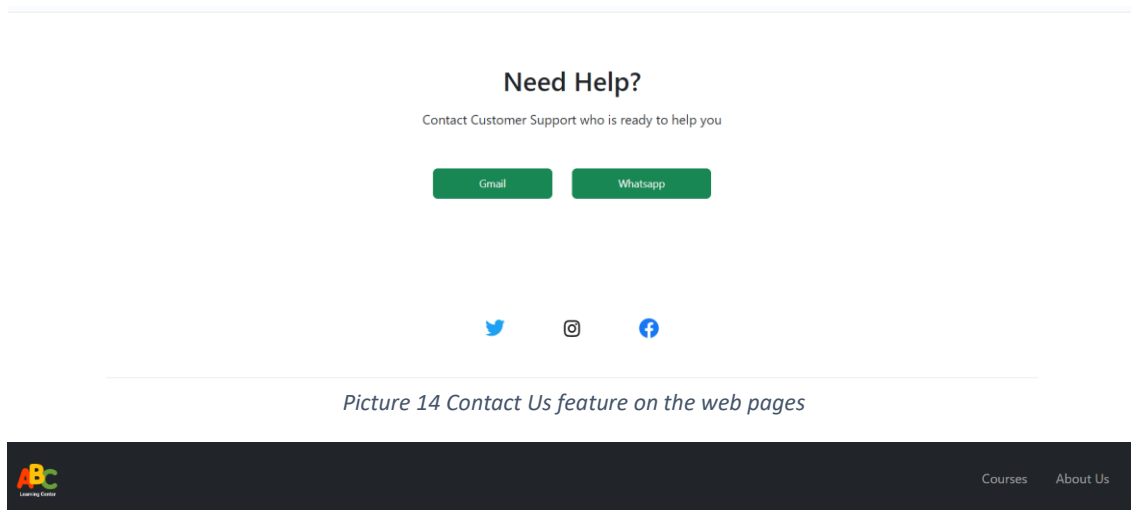 Need Help?
Contact Customer Support who is ready to help you
Gmail Whatsapp
Picture 14 Contact Us feature on the web pages
ABC
Learning Center
Courses About Us